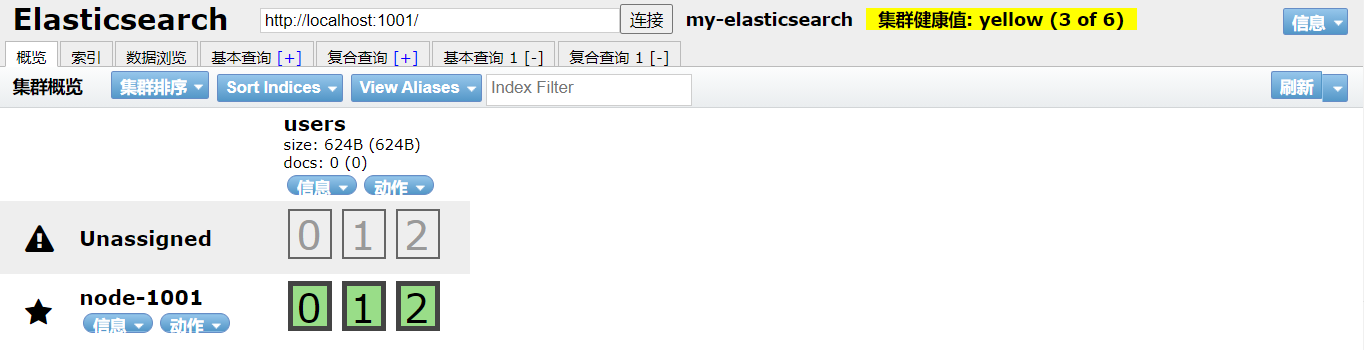 Elasticsearch http://localhost:1001/ 连接 my-elasticsearch 集群健康值: yellow (3 of 6) 信息
概览 索引 数据浏览 基本查询 [+] 复合查询 [+] 基本查询 1 [-] 复合查询 1 [-]
集群概览 集群排序 Sort Indices View Aliases Index Filter 刷新
users
size: 624B (624B)
docs: 0 (0)
信息 动作
Unassigned 0 1 2
node-1001 0 1 2
信息 动作